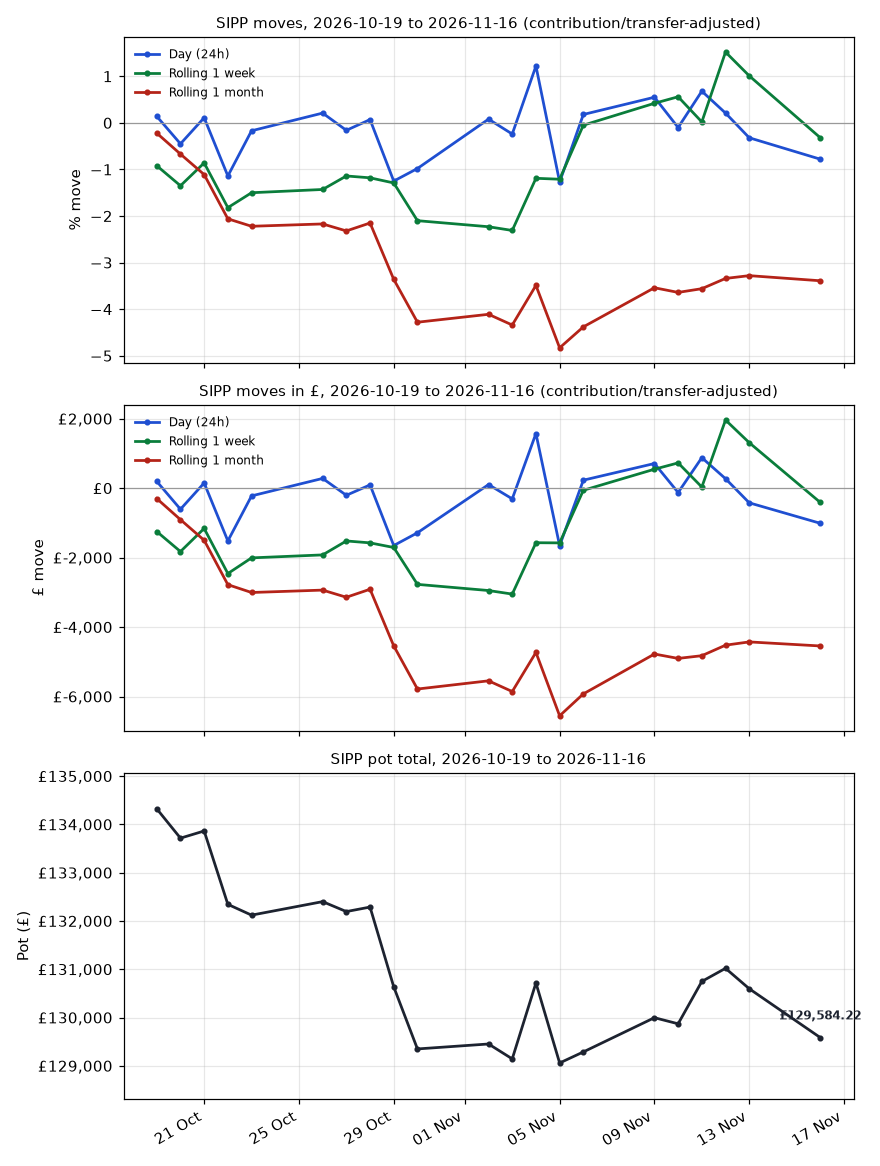 SIPP moves, 2026-10-19 to 2026-11-16 (contribution/transfer-adjusted)
Day (24h)
Rolling 1 week
Rolling 1 month
% move
1
0
−1
−2
−3
−4
−5
SIPP moves in £, 2026-10-19 to 2026-11-16 (contribution/transfer-adjusted)
Day (24h)
Rolling 1 week
Rolling 1 month
£ move
£2,000
£0
£-2,000
£-4,000
£-6,000
SIPP pot total, 2026-10-19 to 2026-11-16
Pot (£)
£135,000
£134,000
£133,000
£132,000
£131,000
£130,000
£129,000
£129,584.22
21 Oct
25 Oct
29 Oct
01 Nov
05 Nov
09 Nov
13 Nov
17 Nov